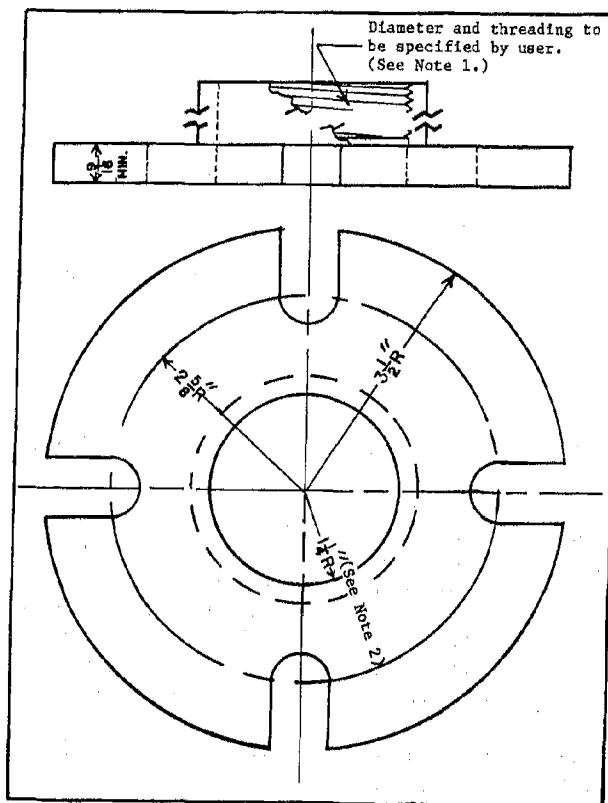 Diameter and threading to
be specified by user.
(See Note 1.)
9/16
MIN.
2 5/8" R
3 1/2" R
1 1/4" R (See Note 2)